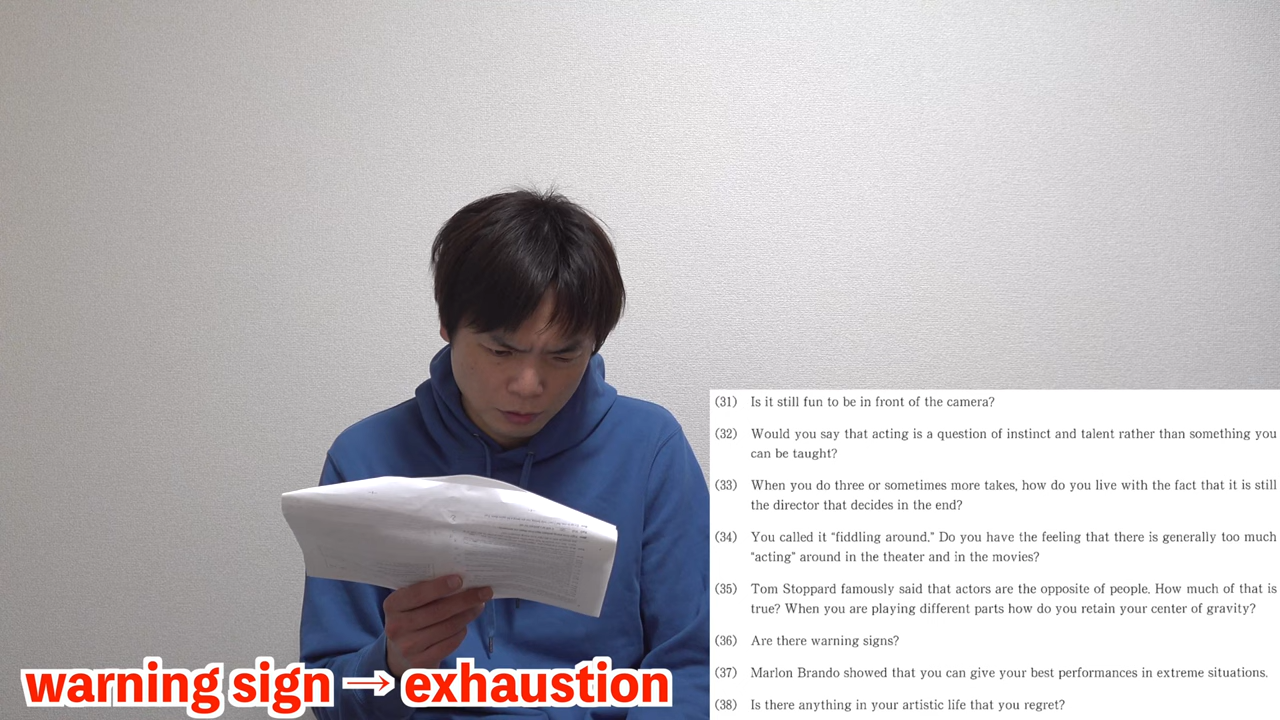 (31) Is it still fun to be in front of the camera?
(32) Would you say that acting is a question of instinct and talent rather than something you
can be taught?
(33) When you do three or sometimes more takes, how do you live with the fact that it is still
the director that decides in the end?
(34) You called it “fiddling around.” Do you have the feeling that there is generally too much
“acting” around in the theater and in the movies?
(35) Tom Stoppard famously said that actors are the opposite of people. How much of that is
true? When you are playing different parts how do you retain your center of gravity?
(36) Are there warning signs?
(37) Marlon Brando showed that you can give your best performances in extreme situations.
(38) Is there anything in your artistic life that you regret?
warning sign → exhaustion